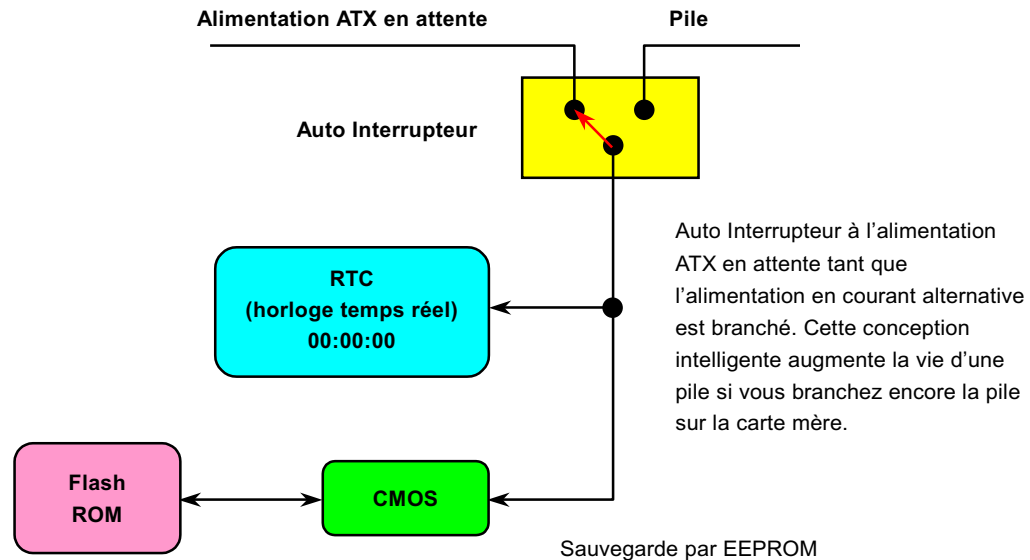 Alimentation ATX en attente
Pile
Auto Interrupteur
Auto Interrupteur à l’alimentation
ATX en attente tant que
l’alimentation en courant alternative
est branché. Cette conception
intelligente augmente la vie d’une
pile si vous branchez encore la pile
sur la carte mère.
RTC
(horloge temps réel)
00:00:00
Flash
ROM
CMOS
Sauvegarde par EEPROM